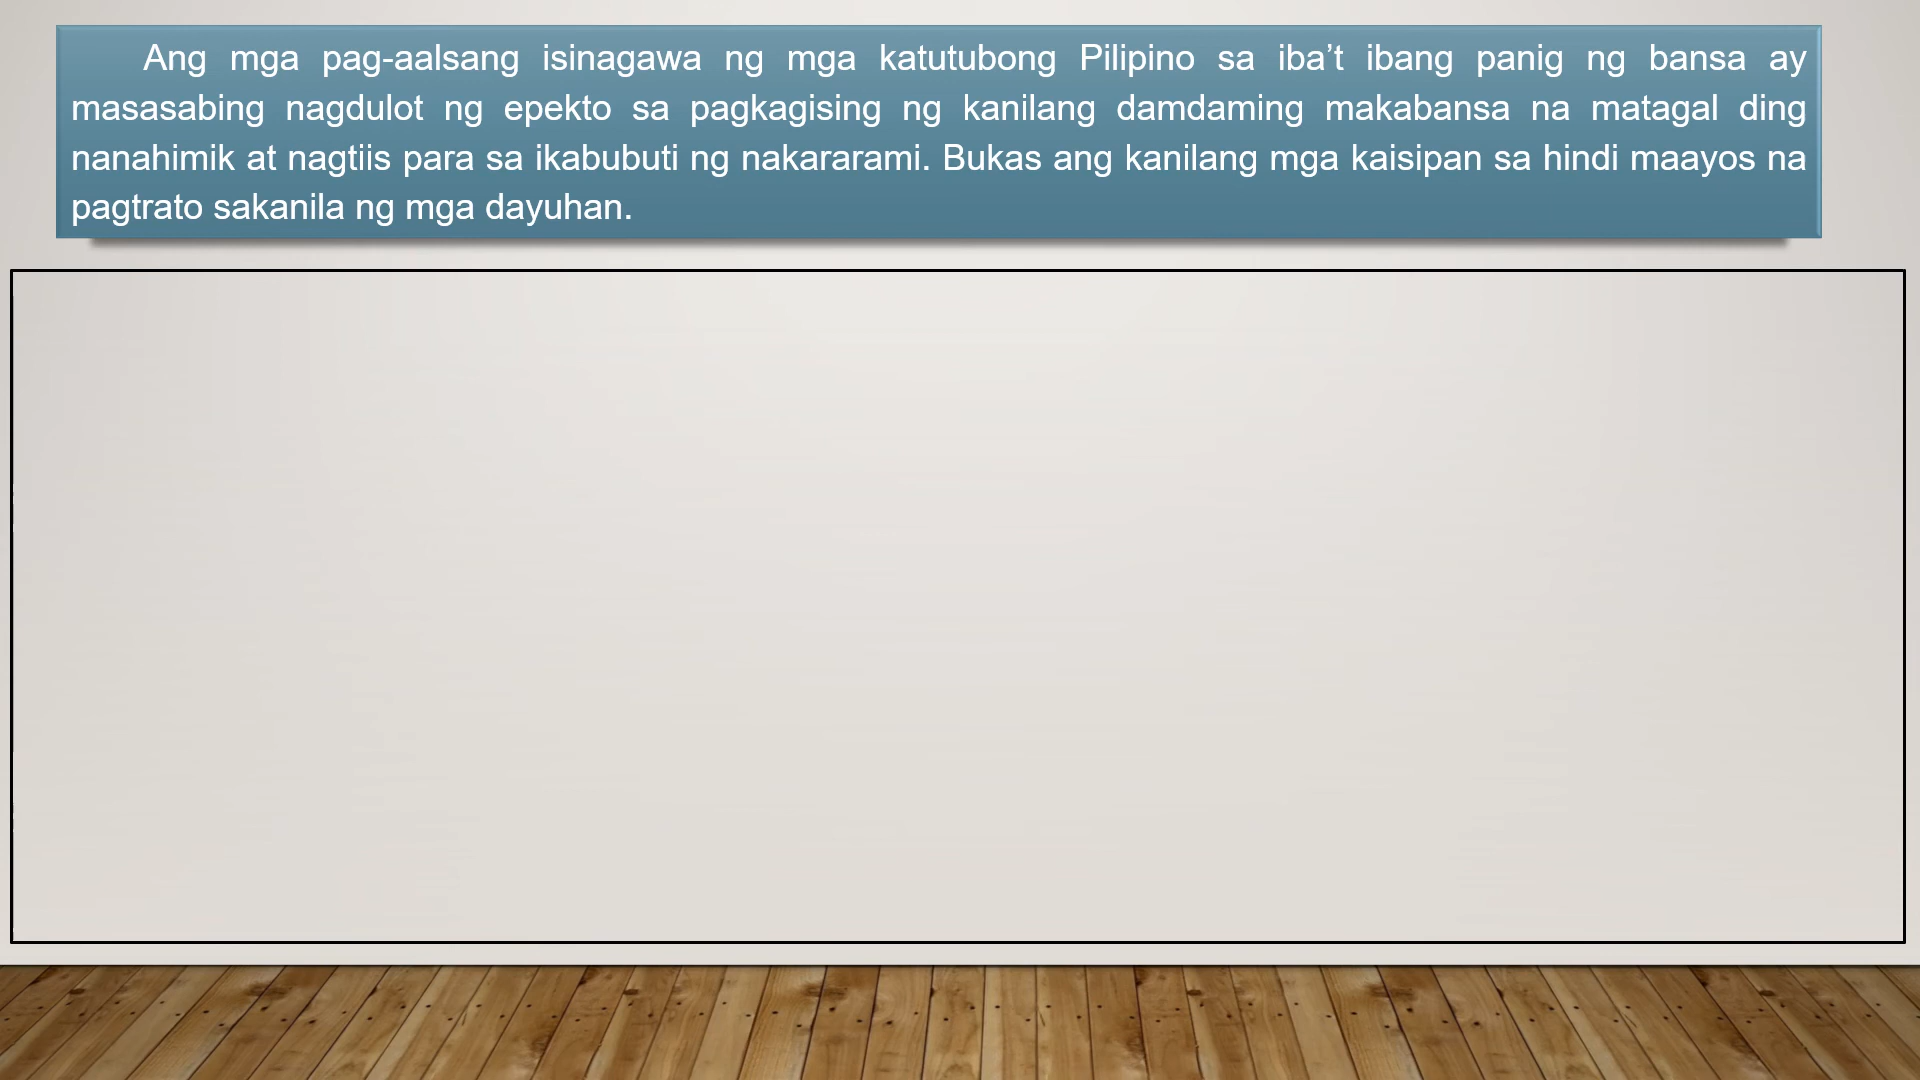 Ang mga pag-aalsang isinagawa ng mga katutubong Pilipino sa iba’t ibang panig ng bansa ay
masasabing nagdulot ng epekto sa pagkagising ng kanilang damdaming makabansa na matagal ding
nanahimik at nagtiis para sa ikabubuti ng nakararami. Bukas ang kanilang mga kaisipan sa hindi maayos na
pagtrato sakanila ng mga dayuhan.